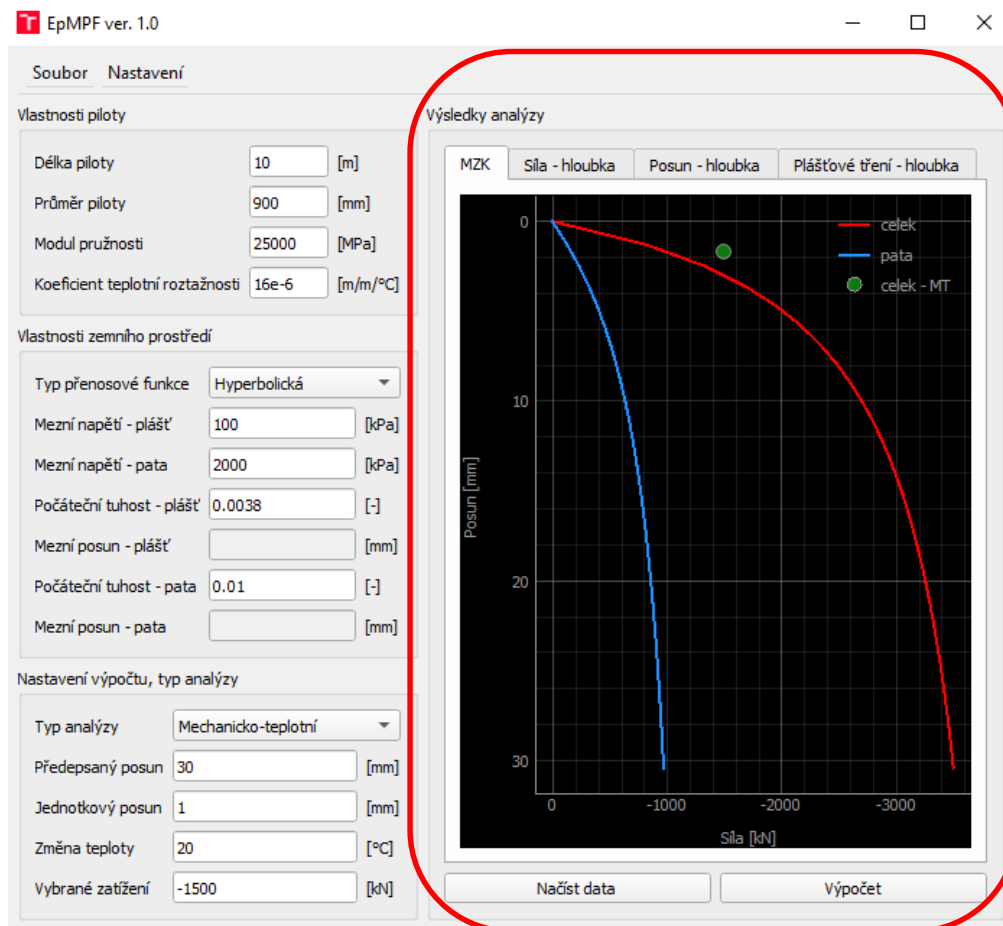 EpMPF ver. 1.0
Soubor Nastavení
Vlastnosti piloty
Délka piloty 10 [m]
Průměr piloty 900 [mm]
Modul pružnosti 25000 [MPa]
Koeficient teplotní roztažnosti 16e-6 [m/m/°C]
Vlastnosti zemního prostředí
Typ přenosové funkce Hyperbolická
Mezní napětí - plášť 100 [kPa]
Mezní napětí - pata 2000 [kPa]
Počáteční tuhost - plášť 0.0038 [-]
Mezní posun - plášť [mm]
Počáteční tuhost - pata 0.01 [-]
Mezní posun - pata [mm]
Nastavení výpočtu, typ analýzy
Typ analýzy Mechanicko-teplotní
Předepsaný posun 30 [mm]
Jednotkový posun 1 [mm]
Změna teploty 20 [°C]
Vybrané zatížení -1500 [kN]
Výsledky analýzy
MZK Síla - hloubka Posun - hloubka Plášťové tření - hloubka
celek
pata
celek - MT
0
10
20
30
Posun [mm]
0 -1000 -2000 -3000
Síla [kN]
Načíst data Výpočet